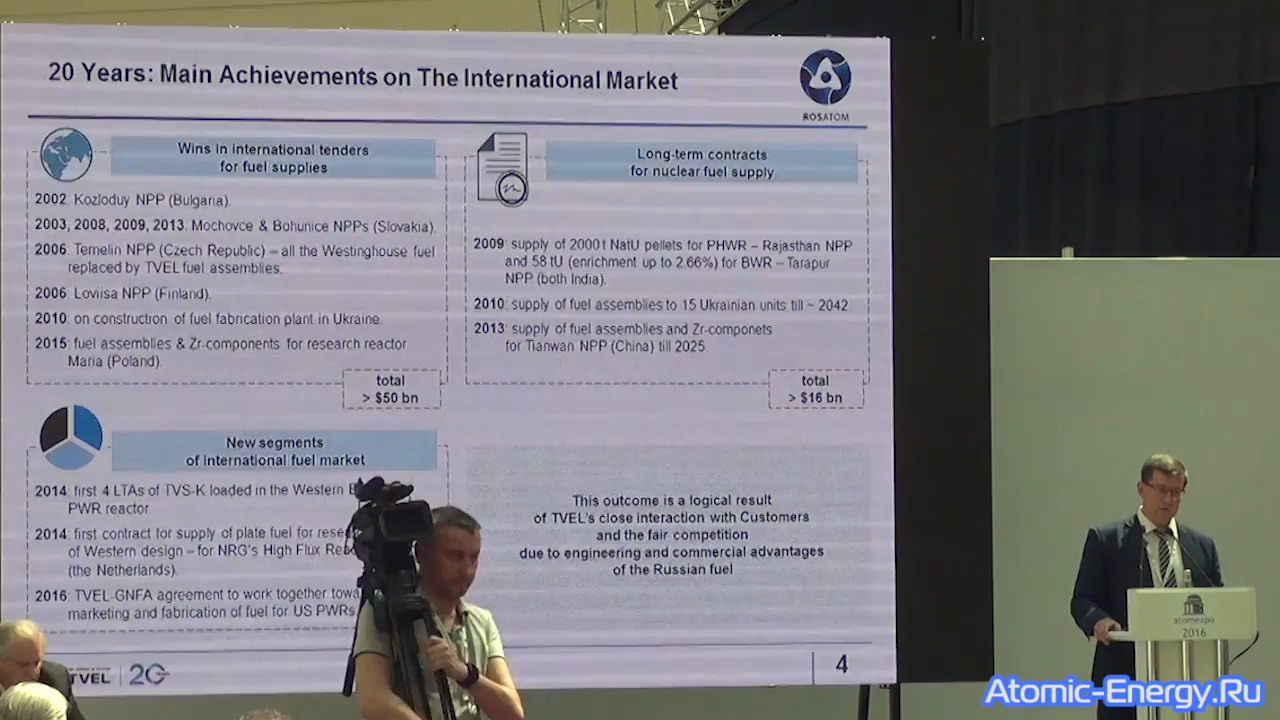 20 Years: Main Achievements on The International Market
ROSATOM
Wins in international tenders
for fuel supplies
2002: Kozloduy NPP (Bulgaria).
2003, 2008, 2009, 2013: Mochovce & Bohunice NPPs (Slovakia).
2006: Temelin NPP (Czech Republic) – all the Westinghouse fuel
replaced by TVEL fuel assemblies.
2006: Loviisa NPP (Finland).
2010: on construction of fuel fabrication plant in Ukraine.
2015: fuel assemblies & Zr-components for research reactor
Maria (Poland).
total
> $50 bn
Long-term contracts
for nuclear fuel supply
2009: supply of 2000 t NatU pellets for PHWR – Rajasthan NPP
and 58 tU (enrichment up to 2,66%) for BWR – Tarapur
NPP (both India).
2010: supply of fuel assemblies to 15 Ukrainian units till ~ 2042.
2013: supply of fuel assemblies and Zr-componets
for Tianwan NPP (China) till 2025.
total
> $16 bn
New segments
of international fuel market
2014: first 4 LTAs of TVS-K loaded in the Western
PWR reactor.
2014: first contract for supply of plate fuel for
of Western design – for NRG's High Flux
(the Netherlands).
2016: TVEL-GNFA agreement to work together
marketing and fabrication of fuel for US PWRs
This outcome is a logical result
of TVEL's close interaction with Customers
and the fair competition
due to engineering and commercial advantages
of the Russian fuel
TVEL 20
4
atomexpo
2016
Atomic-Energy.Ru